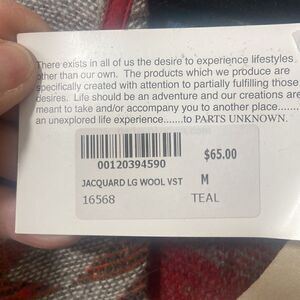 There exists in all of us the desire to experience lifestyles
other than our own. The products which we produce are
specifically created with attention to partially fulfilling those
desires. Life should be an adventure and our creations are
meant to take and/or accompany you to another place.......
an unexplored life experience.......to PARTS UNKNOWN.
$65.00
00120394590
JACQUARD LG WOOL VST M
16568 TEAL